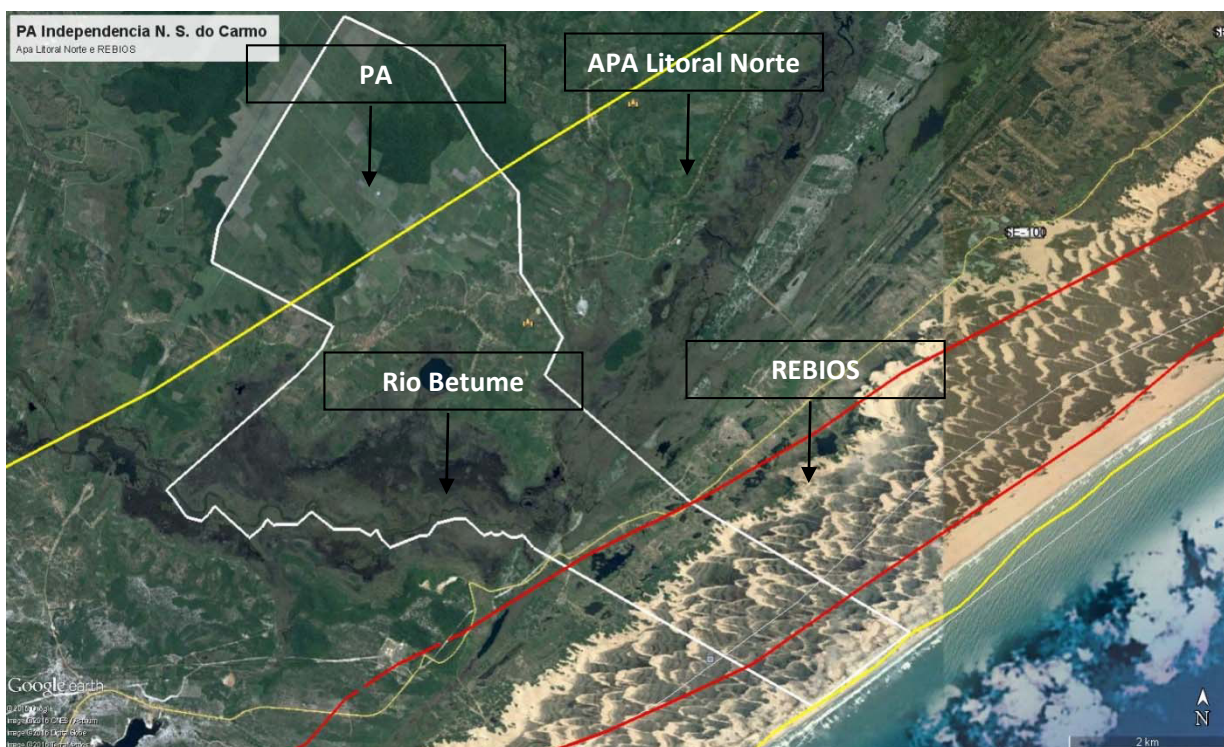 PA Independencia N. S. do Carmo
Apa Litoral Norte e REBIOS
PA
APA Litoral Norte
SE-100
Rio Betume
REBIOS
Google earth
N
2 km